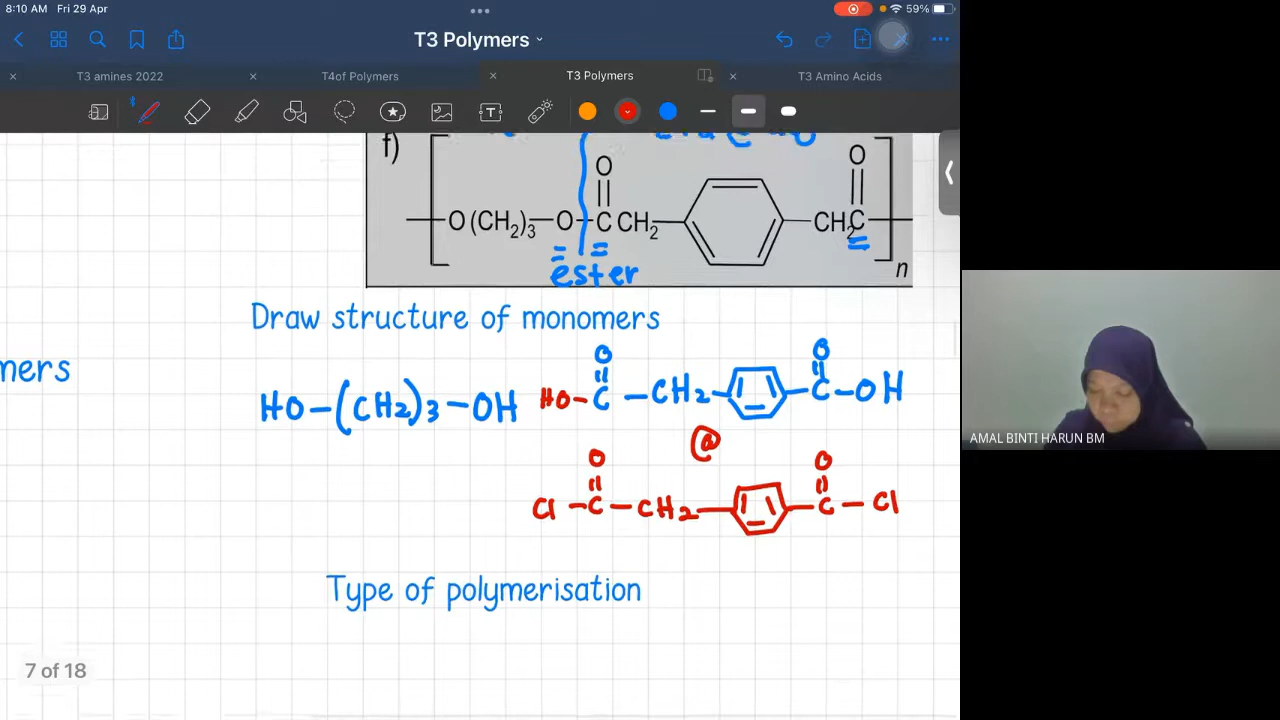 8:10 AM Fri 29 Apr
59%
T3 Polymers
T3 amines 2022
T4of Polymers
T3 Polymers
T3 Amino Acids
T
f)
O
O
O(CH2)3 O C CH2 CH2 C
n
ester
Draw structure of monomers
mers
O
O
HO-(CH2)3-OH HO-C-CH2 C-OH
@
O
O
Cl-C-CH2 C-Cl
AMAL BINTI HARUN BM
Type of polymerisation
7 of 18